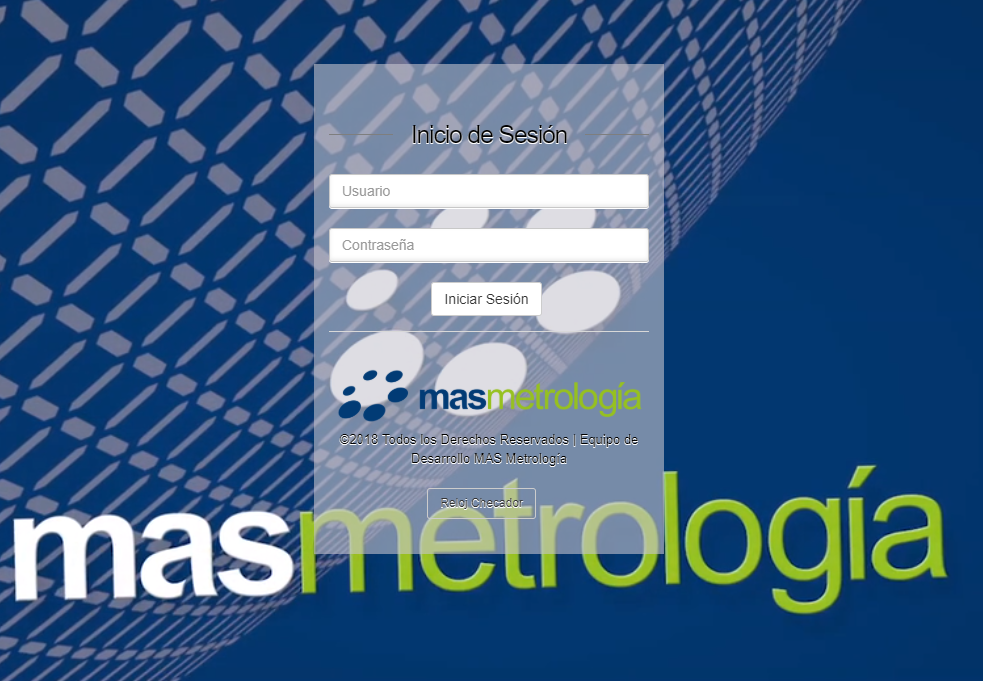 Inicio de Sesión
Usuario
Contraseña
Iniciar Sesión
masmetrología
©2018 Todos los Derechos Reservados | Equipo de
Desarrollo MAS Metrología
Reloj Checador
masmetrología